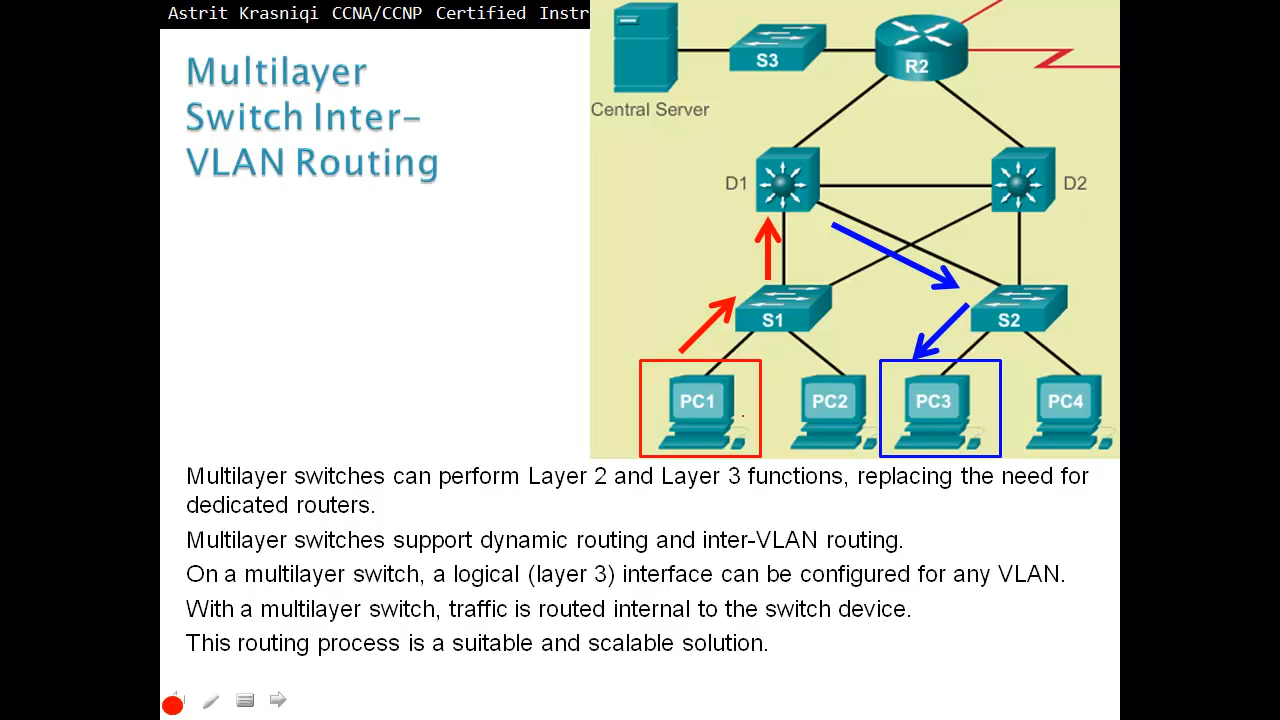 Astrit Krasniqi CCNA/CCNP Certified Instr
Multilayer
Switch Inter-
VLAN Routing
S3
R2
Central Server
D1
D2
S1
S2
PC1
PC2
PC3
PC4
Multilayer switches can perform Layer 2 and Layer 3 functions, replacing the need for
dedicated routers.
Multilayer switches support dynamic routing and inter-VLAN routing.
On a multilayer switch, a logical (layer 3) interface can be configured for any VLAN.
With a multilayer switch, traffic is routed internal to the switch device.
This routing process is a suitable and scalable solution.